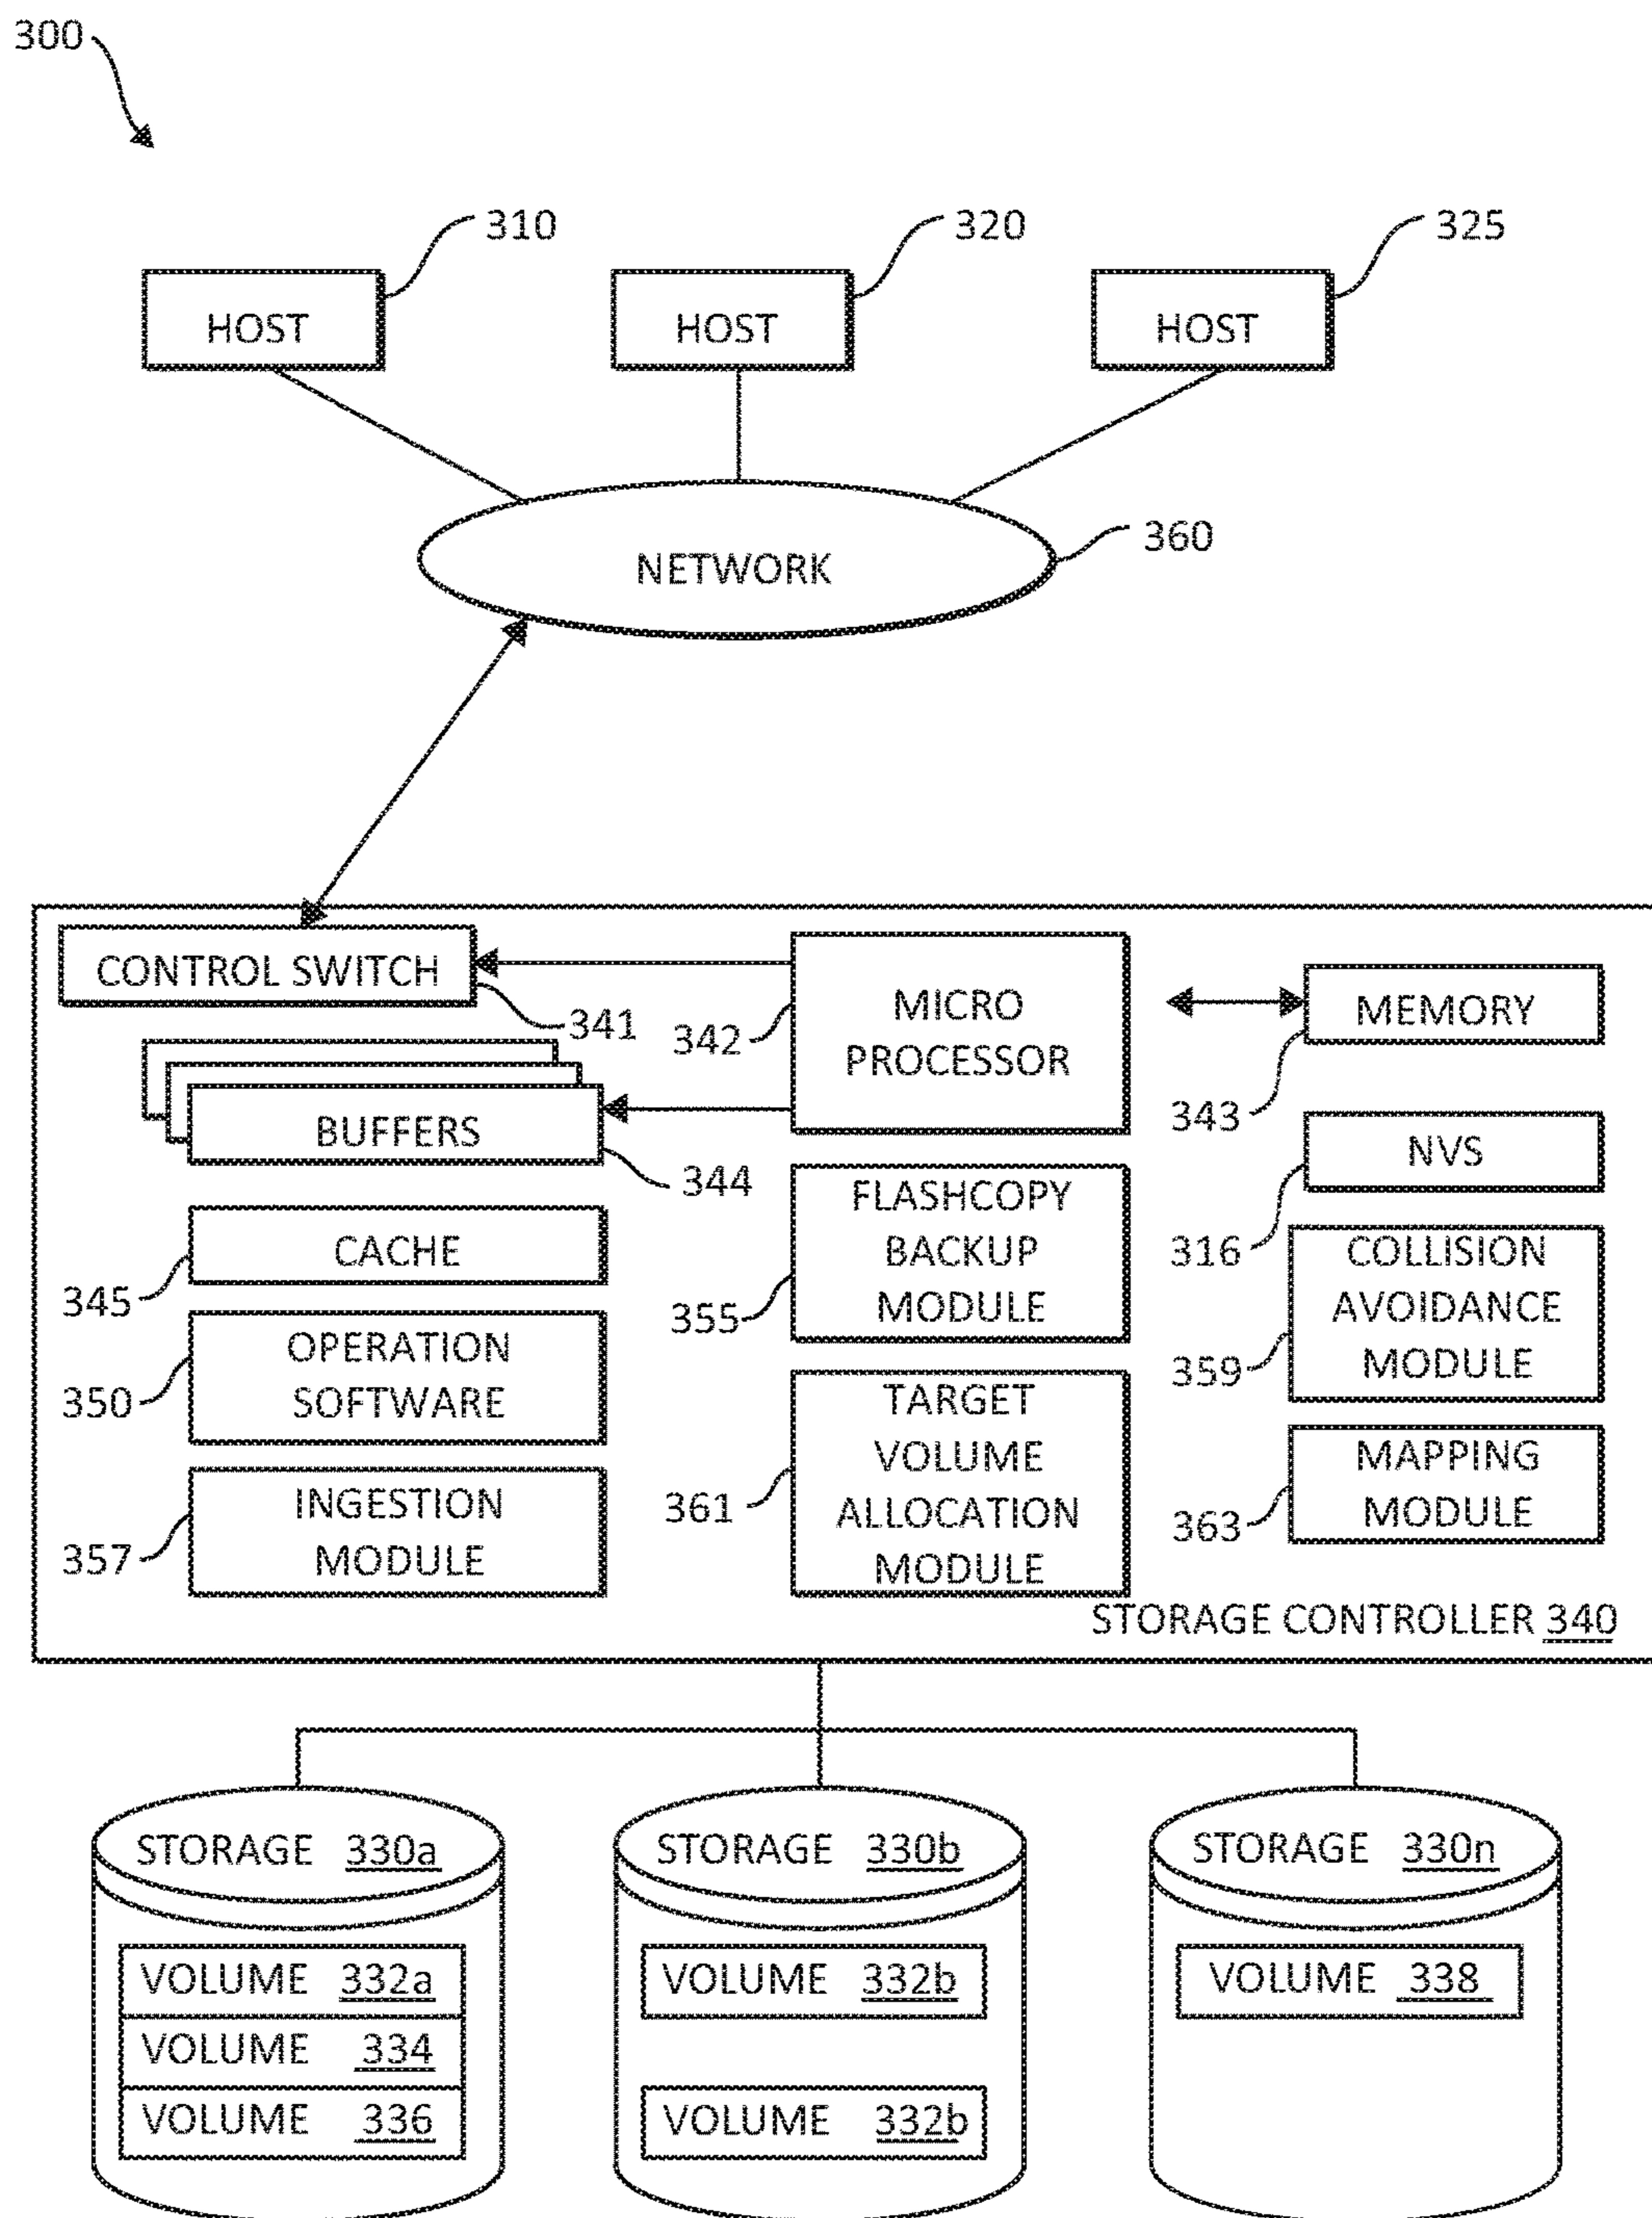 300
310
320
325
HOST
HOST
HOST
360
NETWORK
CONTROL SWITCH
341
342
MICRO
PROCESSOR
MEMORY
343
BUFFERS
344
NVS
316
CACHE
345
FLASHCOPY
BACKUP
MODULE
355
COLLISION
AVOIDANCE
MODULE
359
OPERATION
SOFTWARE
350
TARGET
VOLUME
ALLOCATION
MODULE
361
MAPPING
MODULE
363
INGESTION
MODULE
357
STORAGE CONTROLLER 340
STORAGE 330a
VOLUME 332a
VOLUME 334
VOLUME 336
STORAGE 330b
VOLUME 332b
VOLUME 332b
STORAGE 330n
VOLUME 338